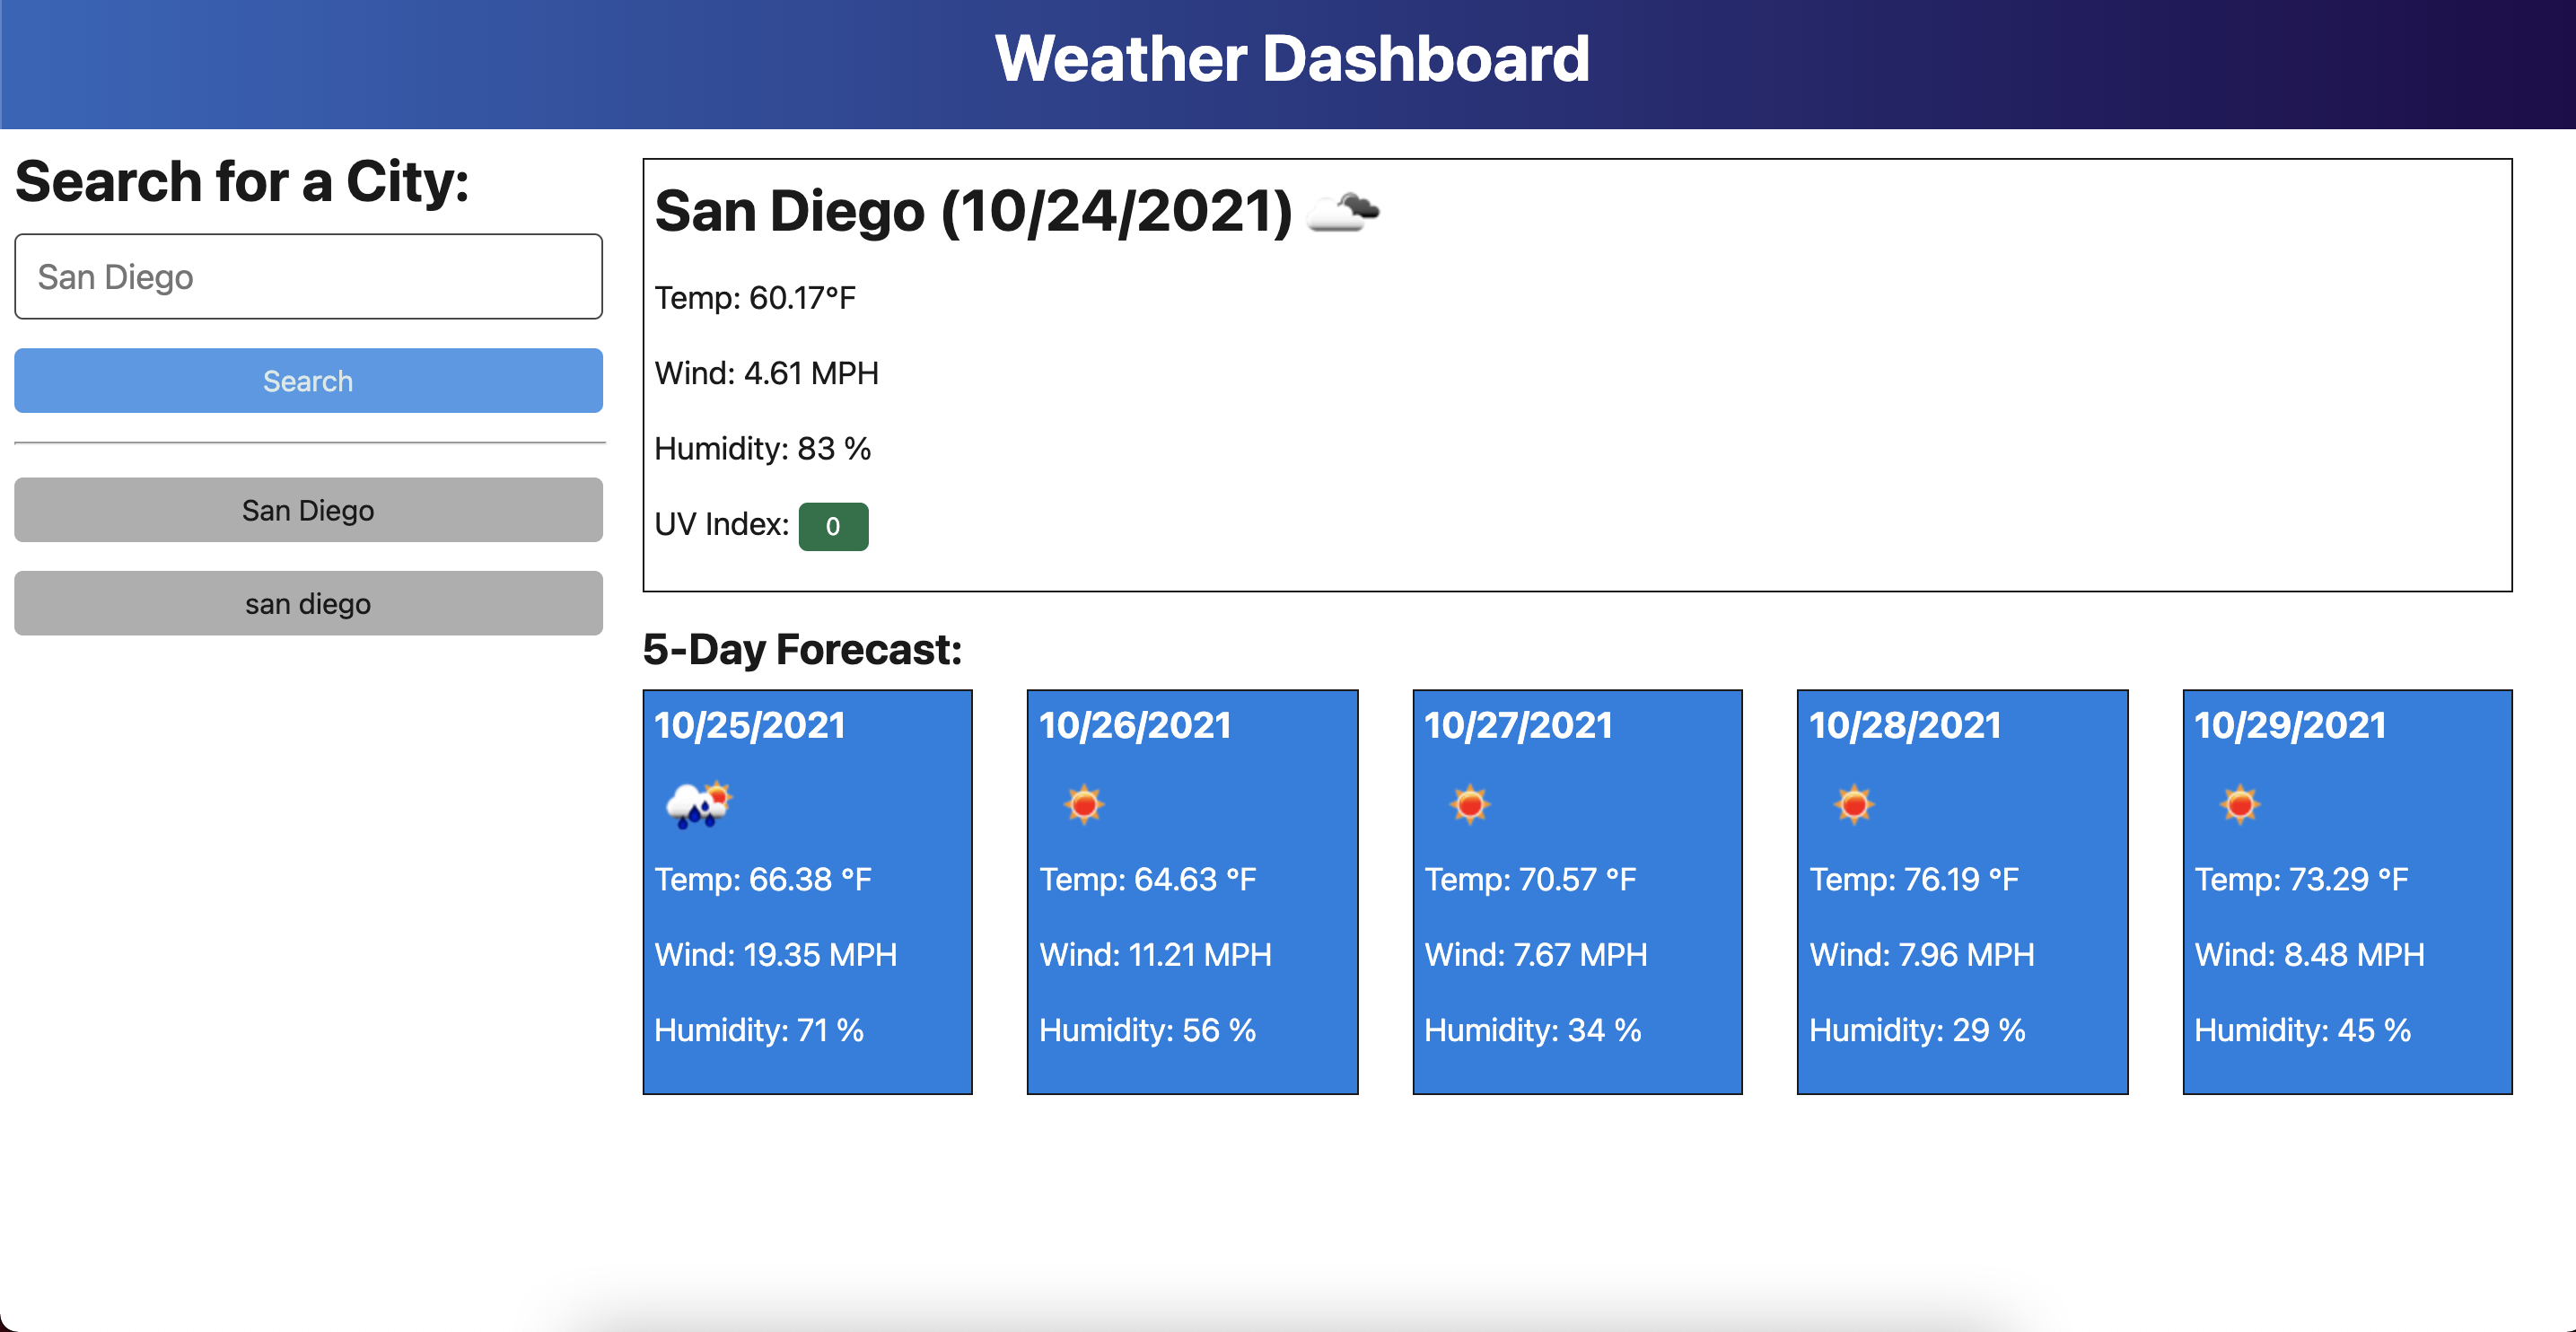 Weather Dashboard
Search for a City:
San Diego
Search
San Diego
san diego
San Diego (10/24/2021)
Temp: 60.17°F
Wind: 4.61 MPH
Humidity: 83 %
UV Index: 0
5-Day Forecast:
10/25/2021
Temp: 66.38 °F
Wind: 19.35 MPH
Humidity: 71 %
10/26/2021
Temp: 64.63 °F
Wind: 11.21 MPH
Humidity: 56 %
10/27/2021
Temp: 70.57 °F
Wind: 7.67 MPH
Humidity: 34 %
10/28/2021
Temp: 76.19 °F
Wind: 7.96 MPH
Humidity: 29 %
10/29/2021
Temp: 73.29 °F
Wind: 8.48 MPH
Humidity: 45 %